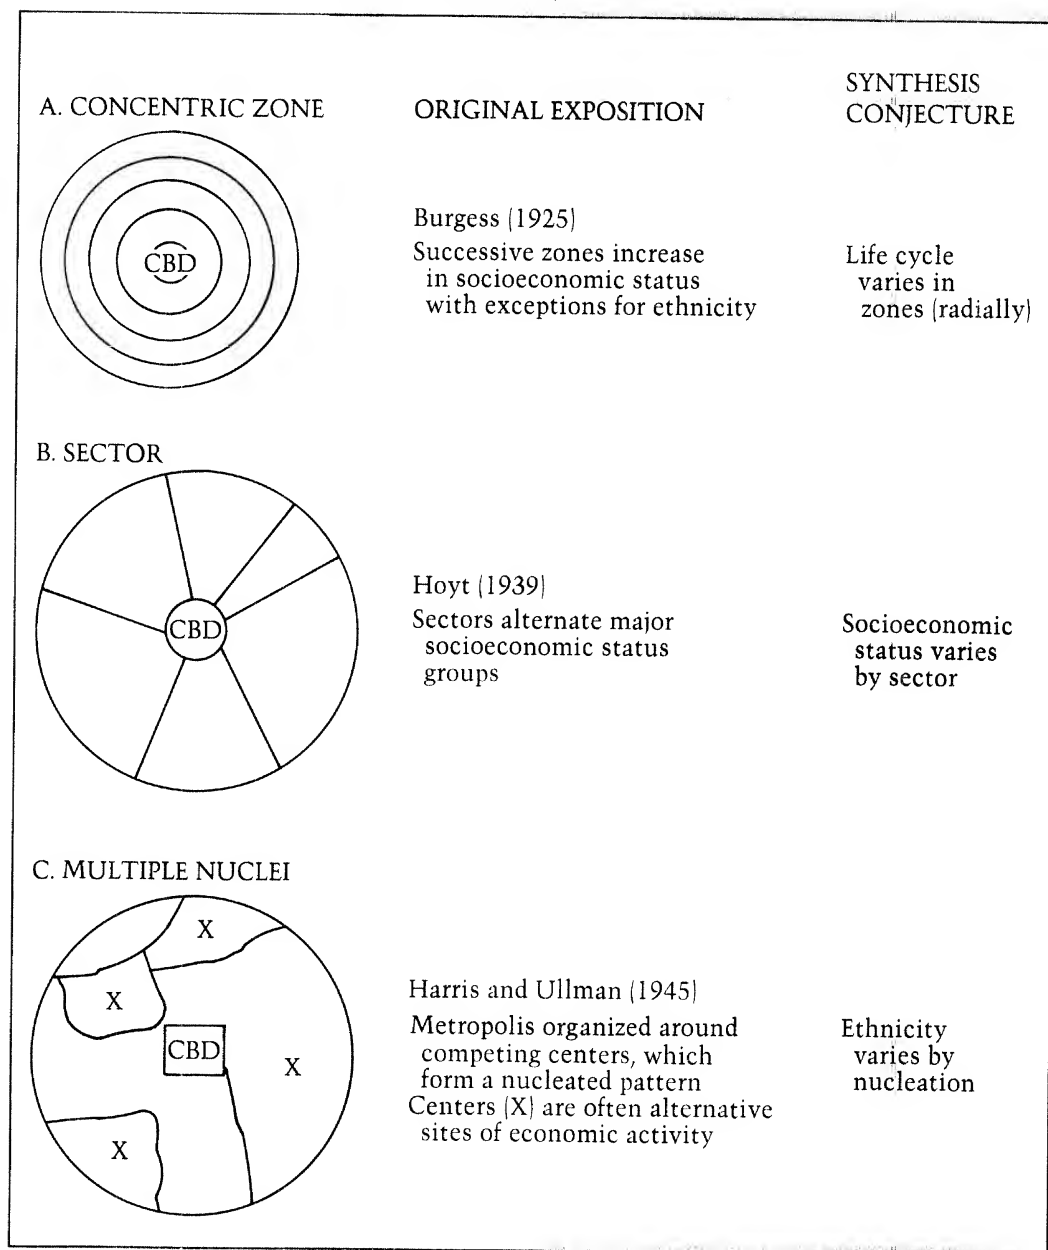 A. CONCENTRIC ZONE
ORIGINAL EXPOSITION
SYNTHESIS
CONJECTURE
CBD
Burgess (1925)
Successive zones increase
in socioeconomic status
with exceptions for ethnicity
Life cycle
varies in
zones (radially)
B. SECTOR
CBD
Hoyt (1939)
Sectors alternate major
socioeconomic status
groups
Socioeconomic
status varies
by sector
C. MULTIPLE NUCLEI
X
X
CBD
X
X
Harris and Ullman (1945)
Metropolis organized around
competing centers, which
form a nucleated pattern
Centers (X) are often alternative
sites of economic activity
Ethnicity
varies by
nucleation